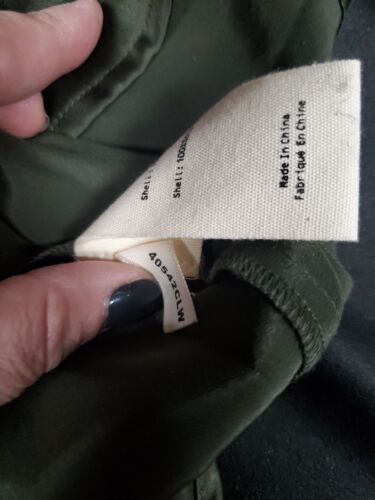 Shell:
Shell: 100%
Made In China
Fabriqué En Chine
40542CLW